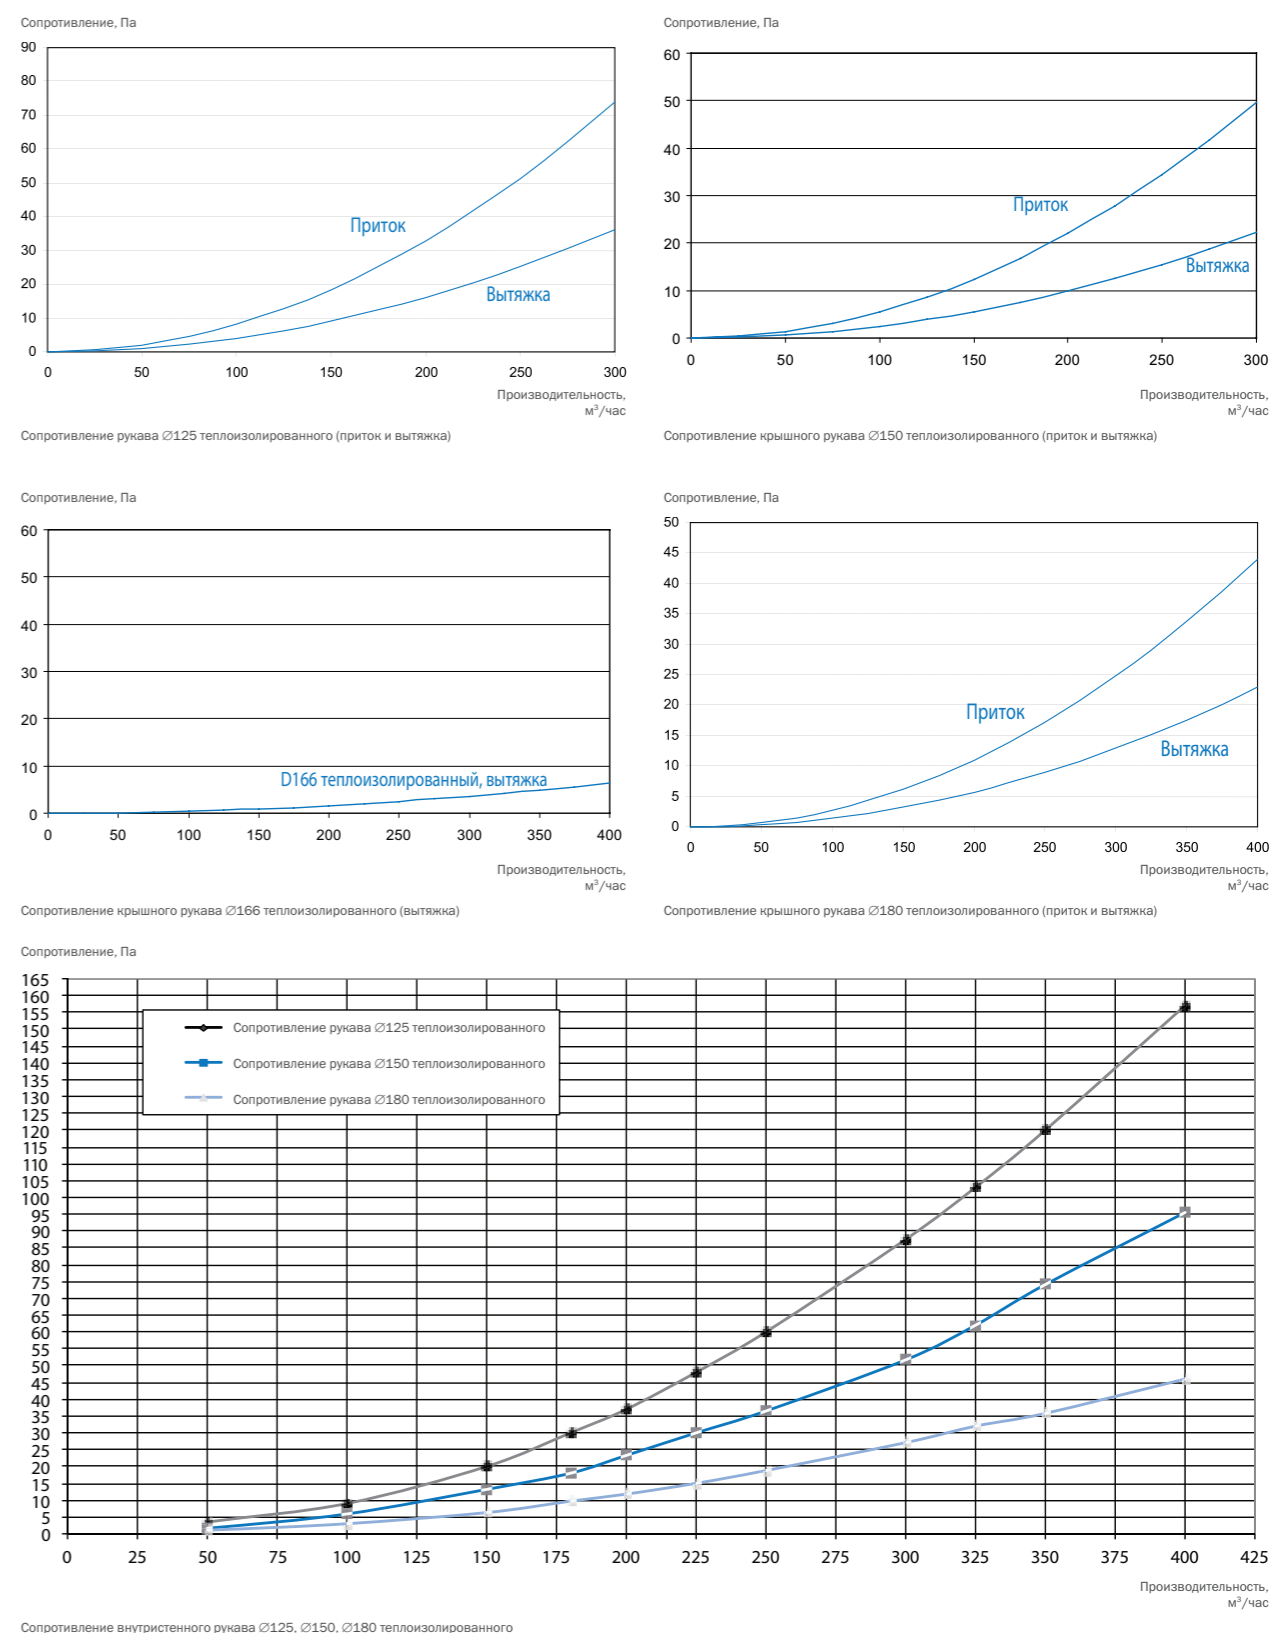 Сопротивление, Па
90
80
70
60
50
40
30
20
10
0
Приток
Вытяжка
0 50 100 150 200 250 300
Производительность,
м³/час
Сопротивление рукава ∅125 теплоизолированного (приток и вытяжка)
Сопротивление, Па
60
50
40
30
20
10
0
Приток
Вытяжка
0 50 100 150 200 250 300
Производительность,
м³/час
Сопротивление крышного рукава ∅150 теплоизолированного (приток и вытяжка)
Сопротивление, Па
60
50
40
30
20
10
0
D166 теплоизолированный, вытяжка
0 50 100 150 200 250 300 350 400
Производительность,
м³/час
Сопротивление крышного рукава ∅166 теплоизолированного (вытяжка)
Сопротивление, Па
50
45
40
35
30
25
20
15
10
5
0
Приток
Вытяжка
0 50 100 150 200 250 300 350 400
Производительность,
м³/час
Сопротивление крышного рукава ∅180 теплоизолированного (приток и вытяжка)
Сопротивление, Па
165
160
155
150
145
140
135
130
125
120
115
110
105
100
95
90
85
80
75
70
65
60
55
50
45
40
35
30
25
20
15
10
5
0
Сопротивление рукава ∅125 теплоизолированного
Сопротивление рукава ∅150 теплоизолированного
Сопротивление рукава ∅180 теплоизолированного
0 25 50 75 100 125 150 175 200 225 250 275 300 325 350 375 400 425
Производительность,
м³/час
Сопротивление внутристенного рукава ∅125, ∅150, ∅180 теплоизолированного